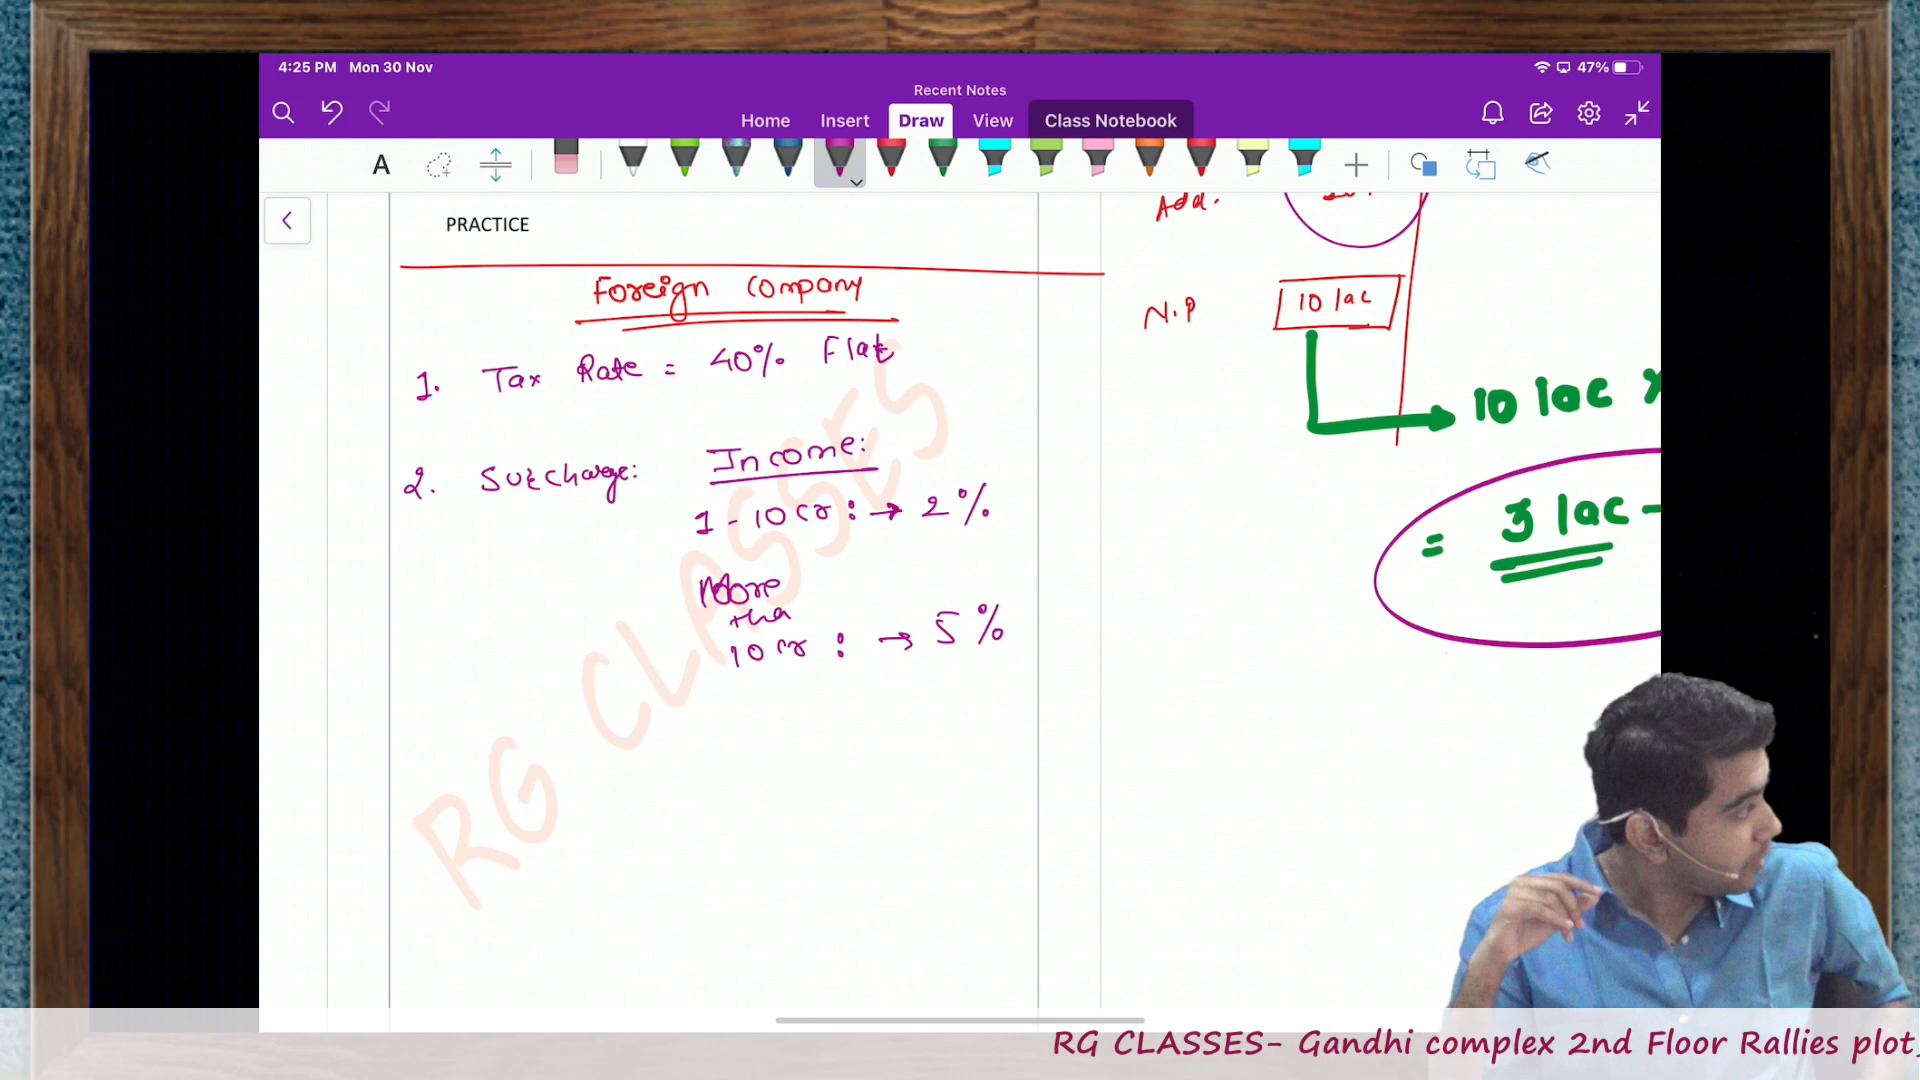 4:25 PM Mon 30 Nov
47%
Recent Notes
Home Insert Draw View Class Notebook
A
PRACTICE
Foreign Company
1. Tax Rate = 40% Flat
2. Surcharge: Income:
1 - 10 cr : → 2%
More
tha
10 cr : → 5%
Add.
N.P 10 lac
10 lac x
= 3 lac -
RG CLASSES
RG CLASSES- Gandhi complex 2nd Floor Rallies plot